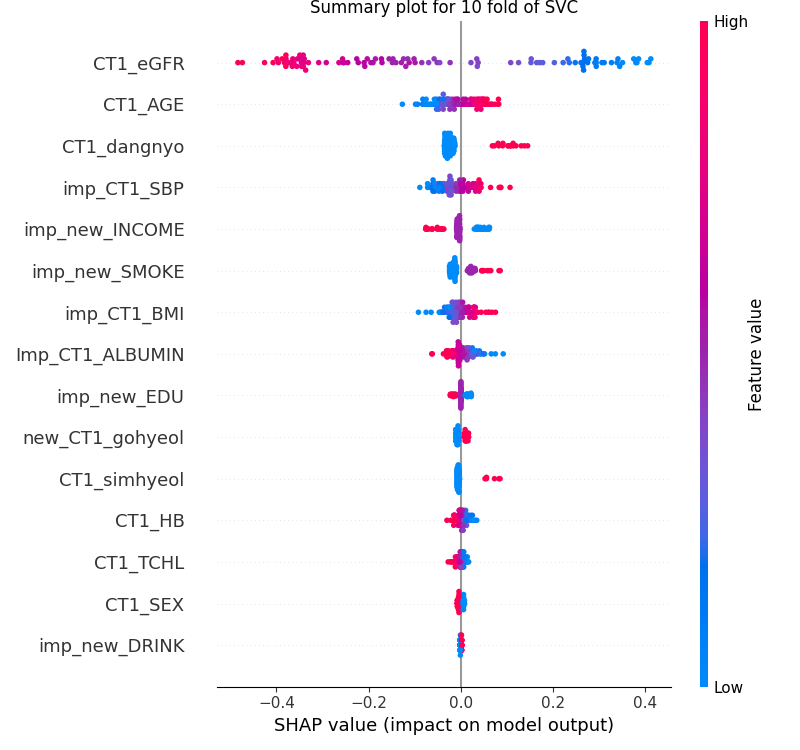 Summary plot for 10 fold of SVC
High
CT1_eGFR
CT1_AGE
CT1_dangnyo
imp_CT1_SBP
imp_new_INCOME
imp_new_SMOKE
imp_CT1_BMI
Imp_CT1_ALBUMIN
imp_new_EDU
new_CT1_gohyeol
CT1_simhyeol
CT1_HB
CT1_TCHL
CT1_SEX
imp_new_DRINK
Feature value
Low
−0.4 −0.2 0.0 0.2 0.4
SHAP value (impact on model output)